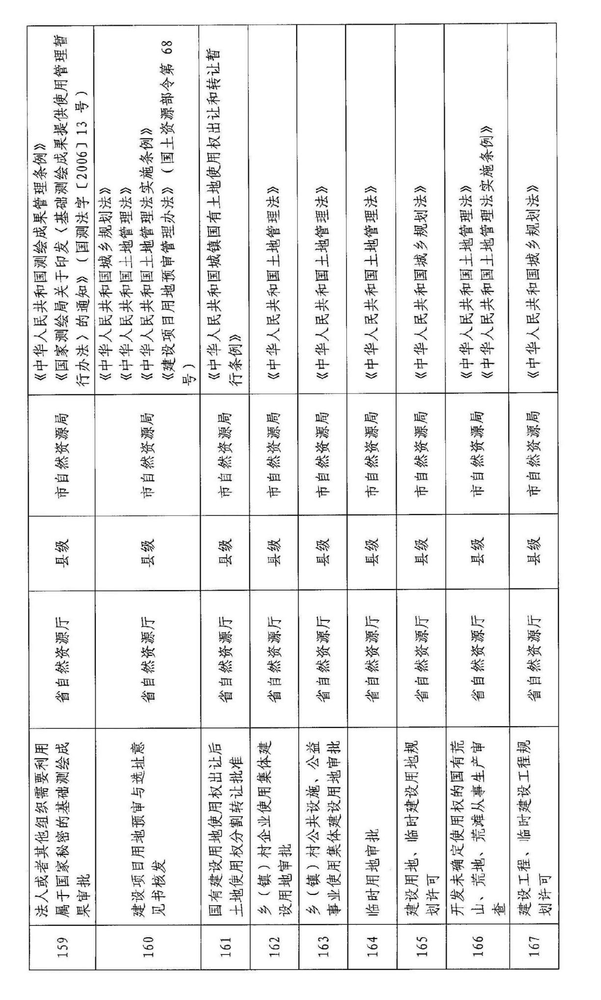 159
法人或者其他组织需要利用
属于国家秘密的基础测绘成
果审批
省自然资源厅
县级
市自然资源局
《中华人民共和国测绘成果管理条例》
《国家测绘局关于印发〈基础测绘成果提供使用管理暂
行办法〉的通知》（国测法字〔2006〕13 号）
160
建设项目用地预审与选址意
见书核发
省自然资源厅
县级
市自然资源局
《中华人民共和国城乡规划法》
《中华人民共和国土地管理法》
《中华人民共和国土地管理法实施条例》
《建设项目用地预审管理办法》（国土资源部令第 68
号）
161
国有建设用地使用权出让后
土地使用权分割转让批准
省自然资源厅
县级
市自然资源局
《中华人民共和国城镇国有土地使用权出让和转让暂
行条例》
162
乡（镇）村企业使用集体建
设用地审批
省自然资源厅
县级
市自然资源局
《中华人民共和国土地管理法》
163
乡（镇）村公共设施、公益
事业使用集体建设用地审批
省自然资源厅
县级
市自然资源局
《中华人民共和国土地管理法》
164
临时用地审批
省自然资源厅
县级
市自然资源局
《中华人民共和国土地管理法》
165
建设用地、临时建设用地规
划许可
省自然资源厅
县级
市自然资源局
《中华人民共和国城乡规划法》
166
开发未确定使用权的国有荒
山、荒地、荒滩从事生产审
查
省自然资源厅
县级
市自然资源局
《中华人民共和国土地管理法》
《中华人民共和国土地管理法实施条例》
167
建设工程、临时建设工程规
划许可
省自然资源厅
县级
市自然资源局
《中华人民共和国城乡规划法》